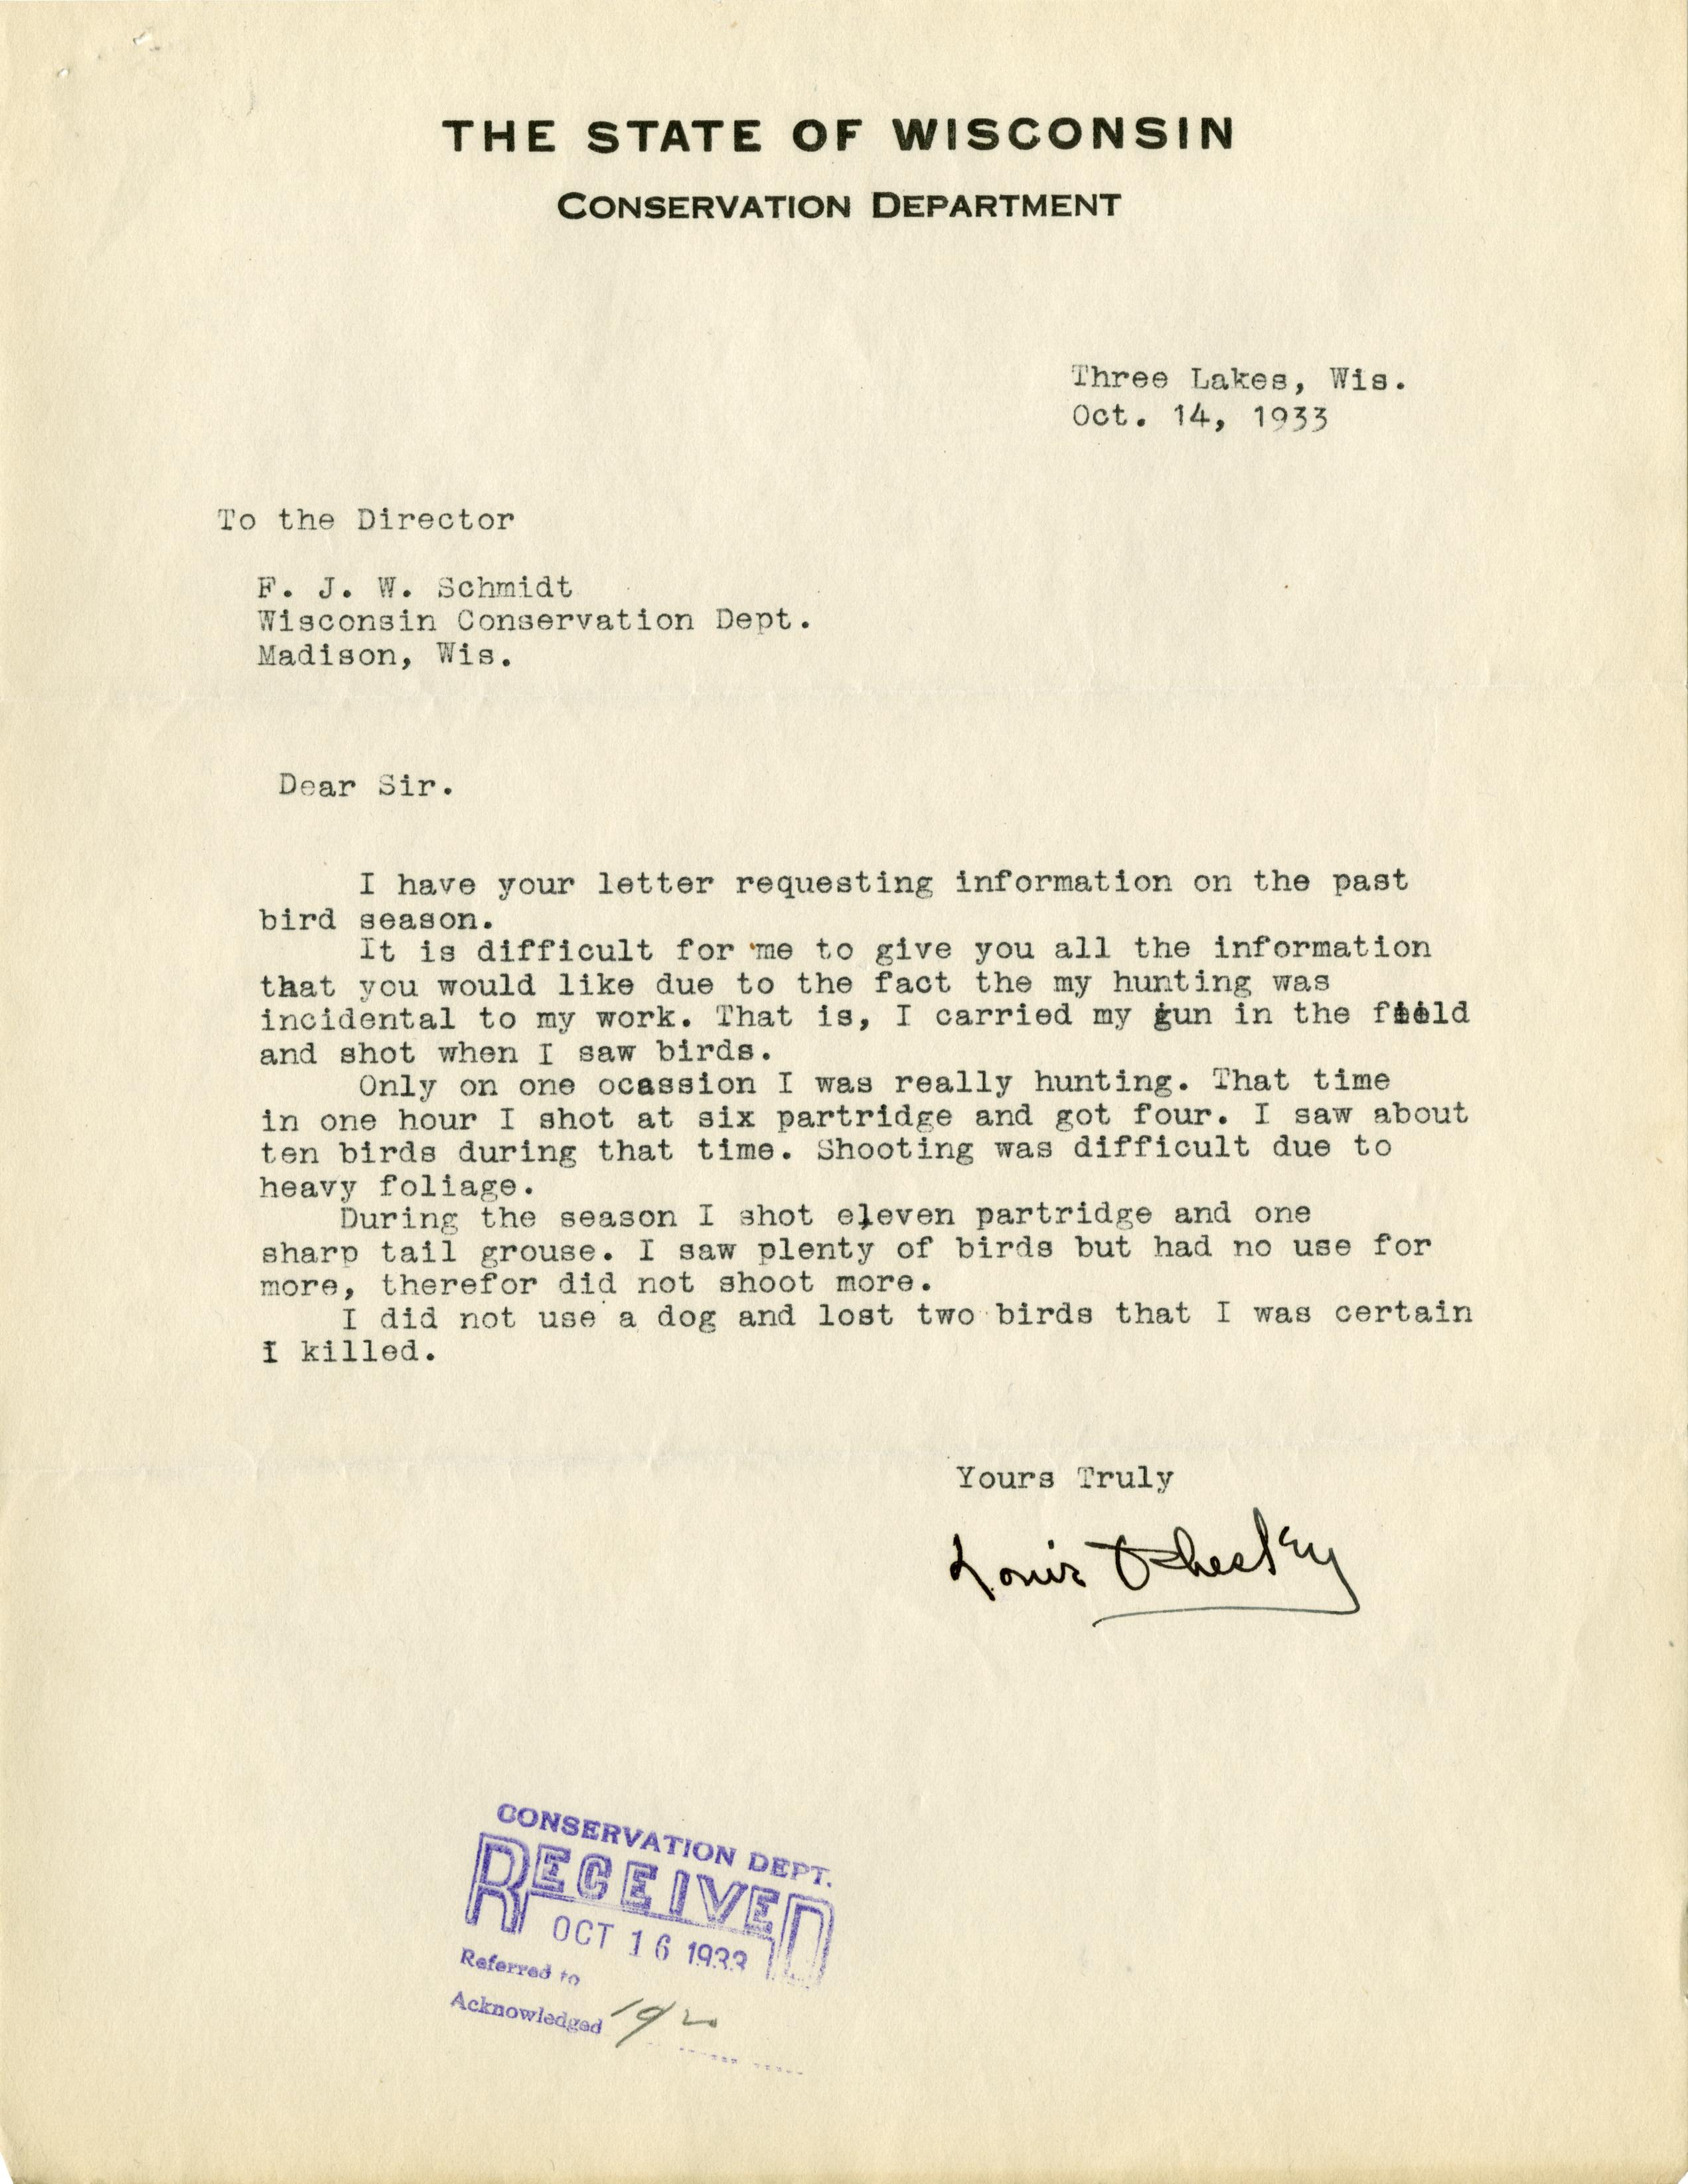 THE STATE OF WISCONSIN
CONSERVATION DEPARTMENT
Three Lakes, Wis.
Oct. 14, 1933
To the Director
F. J. W. Schmidt
Wisconsin Conservation Dept.
Madison, Wis.
Dear Sir.
I have your letter requesting information on the past
bird season.
It is difficult for me to give you all the information
that you would like due to the fact the my hunting was
incidental to my work. That is, I carried my gun in the field
and shot when I saw birds.
Only on one ocassion I was really hunting. That time
in one hour I shot at six partridge and got four. I saw about
ten birds during that time. Shooting was difficult due to
heavy foliage.
During the season I shot eleven partridge and one
sharp tail grouse. I saw plenty of birds but had no use for
more, therefor did not shoot more.
I did not use a dog and lost two birds that I was certain
I killed.
Yours Truly
Louis
CONSERVATION DEPT.
RECEIVED
OCT 16 1933
Referred to
Acknowledged